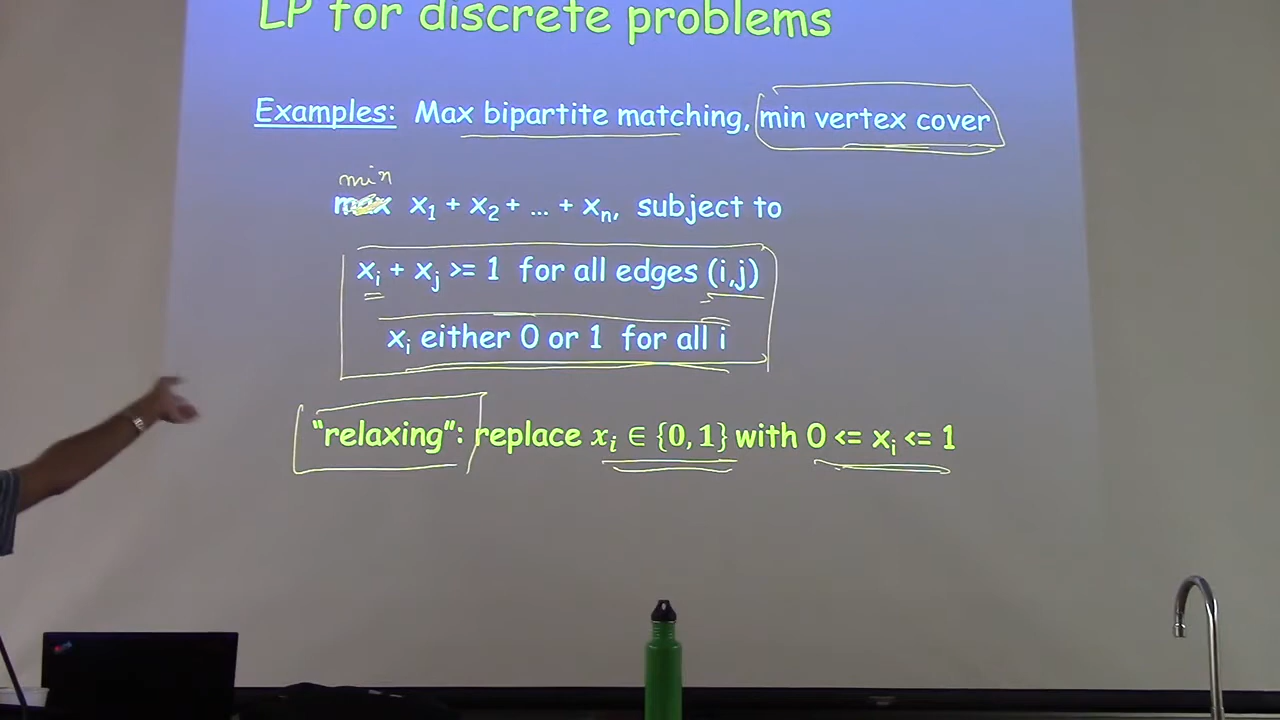 LP for discrete problems
Examples: Max bipartite matching, min vertex cover
min
max x₁ + x₂ + ... + xₙ, subject to
xᵢ + xⱼ >= 1 for all edges (i,j)
xᵢ either 0 or 1 for all i
"relaxing": replace 𝒙ᵢ ∈ {𝟎, 𝟏} with 0 <= xᵢ <= 1